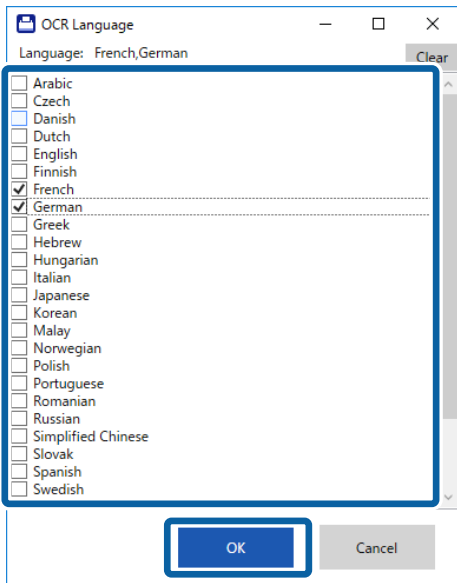 OCR Language
Language: French,German
Clear
Arabic
Czech
Danish
Dutch
English
Finnish
French
German
Greek
Hebrew
Hungarian
Italian
Japanese
Korean
Malay
Norwegian
Polish
Portuguese
Romanian
Russian
Simplified Chinese
Slovak
Spanish
Swedish
OK Cancel